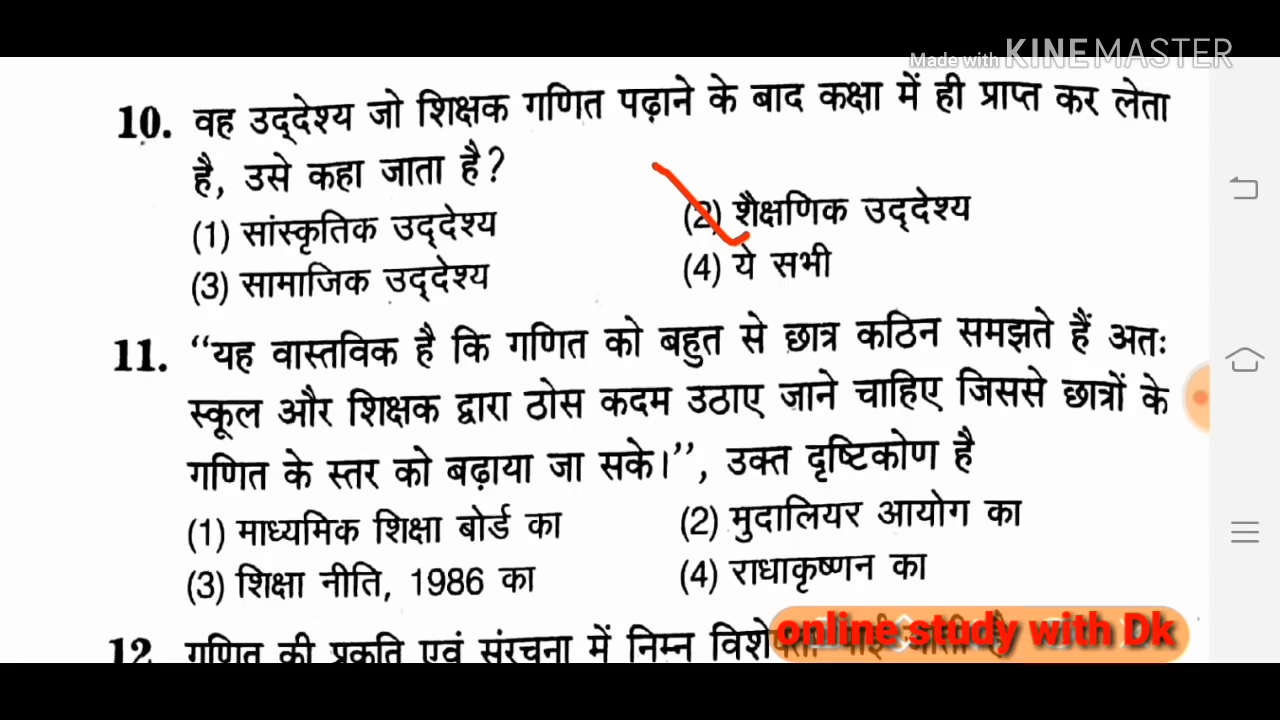 Made with KINEMASTER
10. वह उद्देश्य जो शिक्षक गणित पढ़ाने के बाद कक्षा में ही प्राप्त कर लेता
है, उसे कहा जाता है?
(1) सांस्कृतिक उद्देश्य (2) शैक्षणिक उद्देश्य
(3) सामाजिक उद्देश्य (4) ये सभी
11. “यह वास्तविक है कि गणित को बहुत से छात्र कठिन समझते हैं अतः
स्कूल और शिक्षक द्वारा ठोस कदम उठाए जाने चाहिए जिससे छात्रों के
गणित के स्तर को बढ़ाया जा सके।”, उक्त दृष्टिकोण है
(1) माध्यमिक शिक्षा बोर्ड का (2) मुदालियर आयोग का
(3) शिक्षा नीति, 1986 का (4) राधाकृष्णन का
12 गणित की प्रकृति एवं संरचना में निम्न
online study with Dk